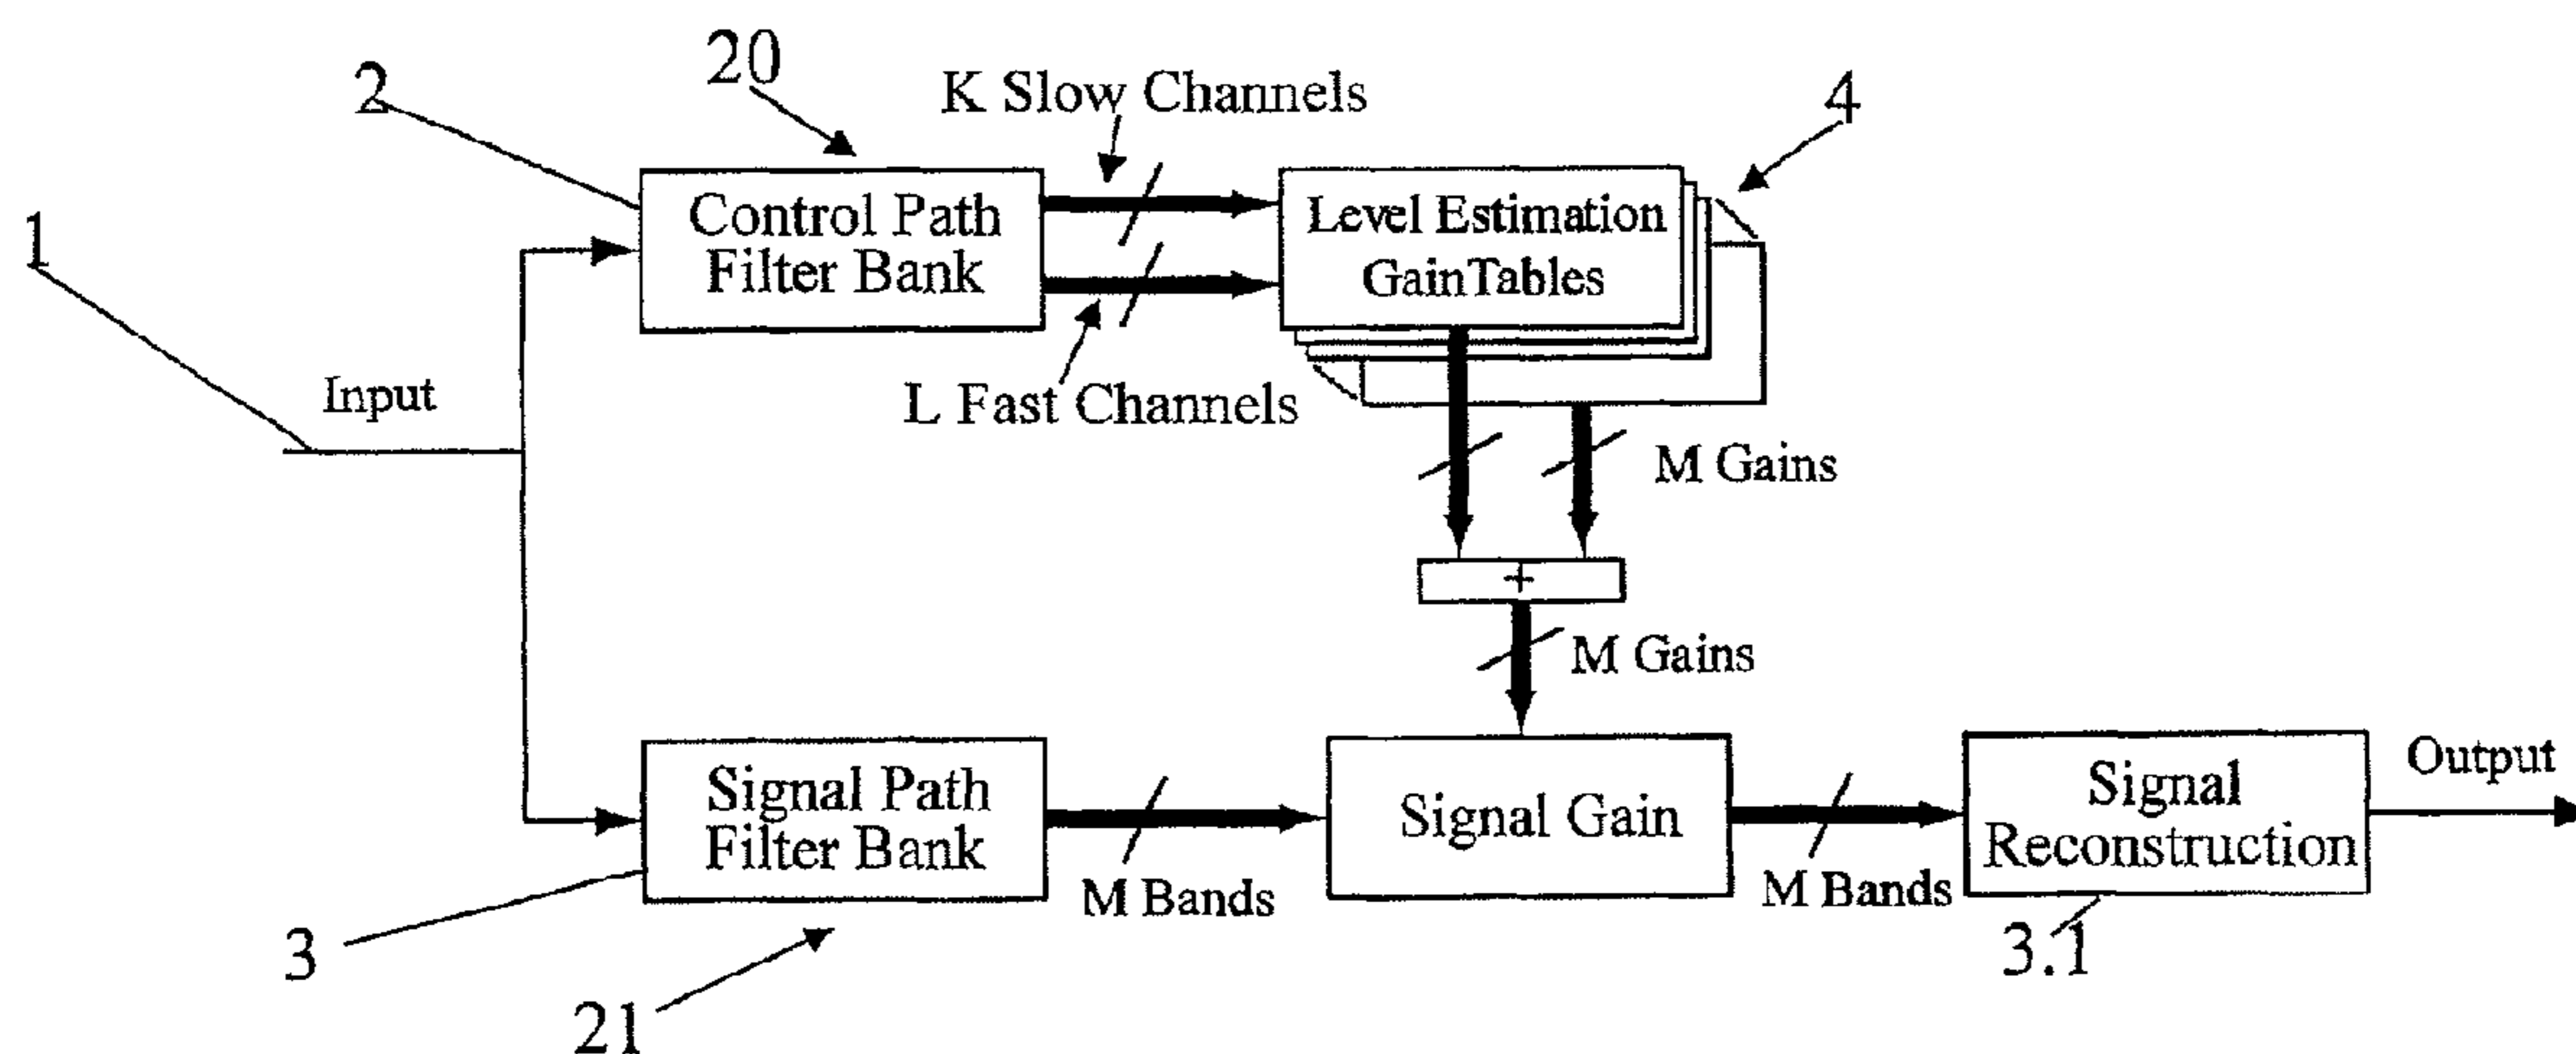 20
2
K Slow Channels
4
Control Path
Filter Bank
Level Estimation
GainTables
1
Input
L Fast Channels
M Gains
+
M Gains
Signal Path
Filter Bank
M Bands
Signal Gain
M Bands
Signal
Reconstruction
Output
3
3.1
21